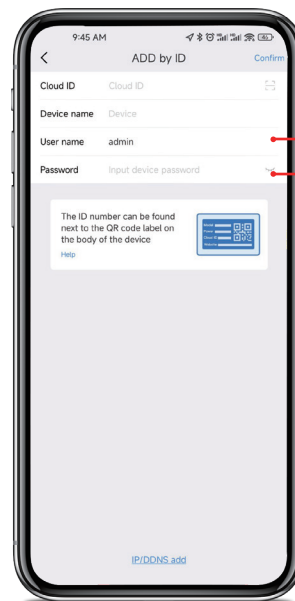 9:45 AM
ADD by ID
Confirm
Cloud ID Cloud ID
Device name Device
User name admin
Password Input device password
The ID number can be found
next to the QR code label on
the body of the device
Help
IP/DDNS add